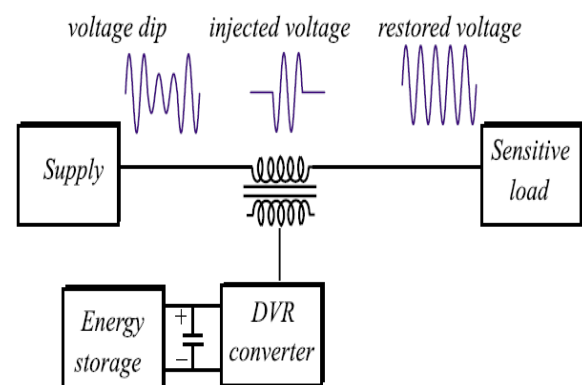 voltage dip
injected voltage
restored voltage
Supply
Sensitive
load
Energy
storage
+
−
DVR
converter